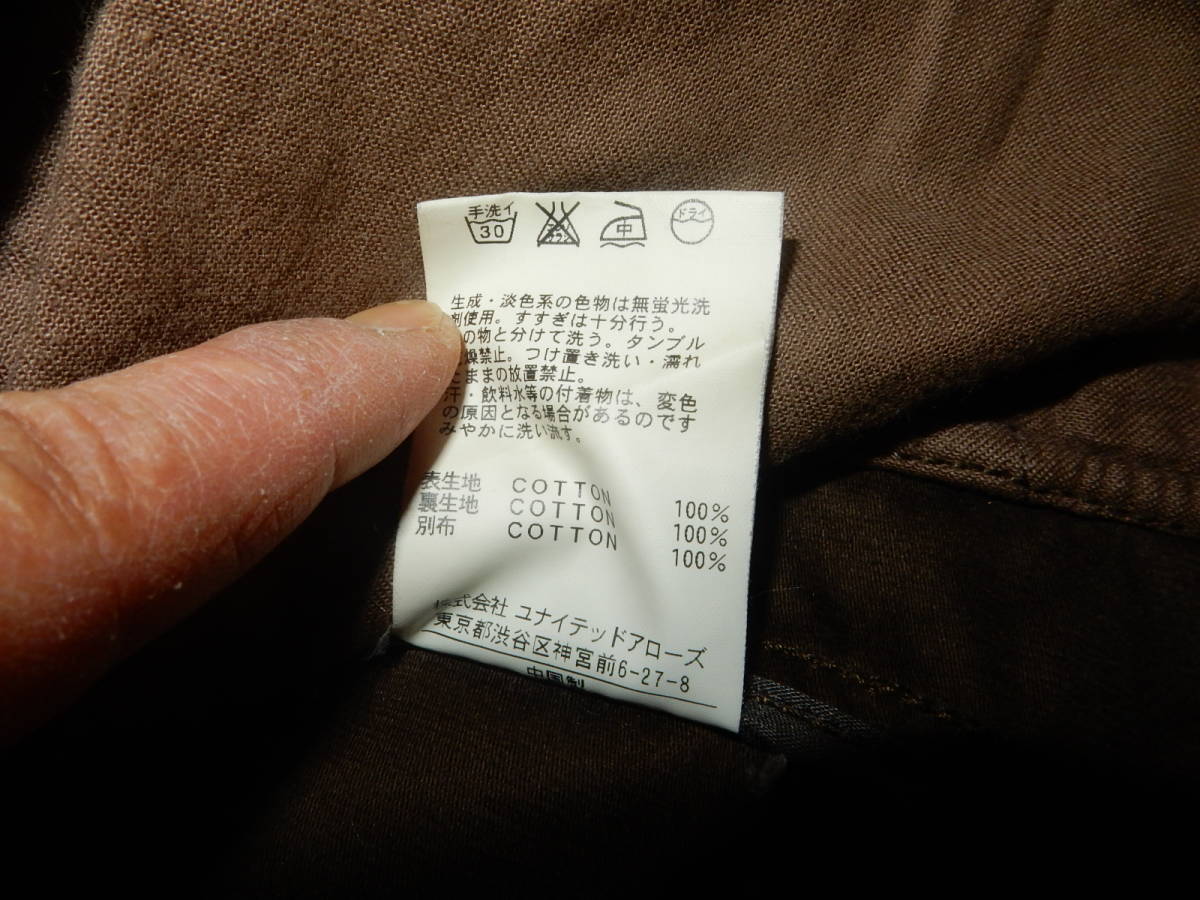 手洗イ
30
中
ドライ
生成・淡色系の色物は無蛍光洗
剤使用。すすぎは十分行う。
の物と分けて洗う。タンブル
燥禁止。つけ置き洗い・濡れ
たままの放置禁止。
汗・飲料水等の付着物は、変色
の原因となる場合があるのです
みやかに洗い流す。
表生地 COTTON 100%
裏生地 COTTON 100%
別布 COTTON 100%
株式会社 ユナイテッドアローズ
東京都渋谷区神宮前6-27-8
中国製